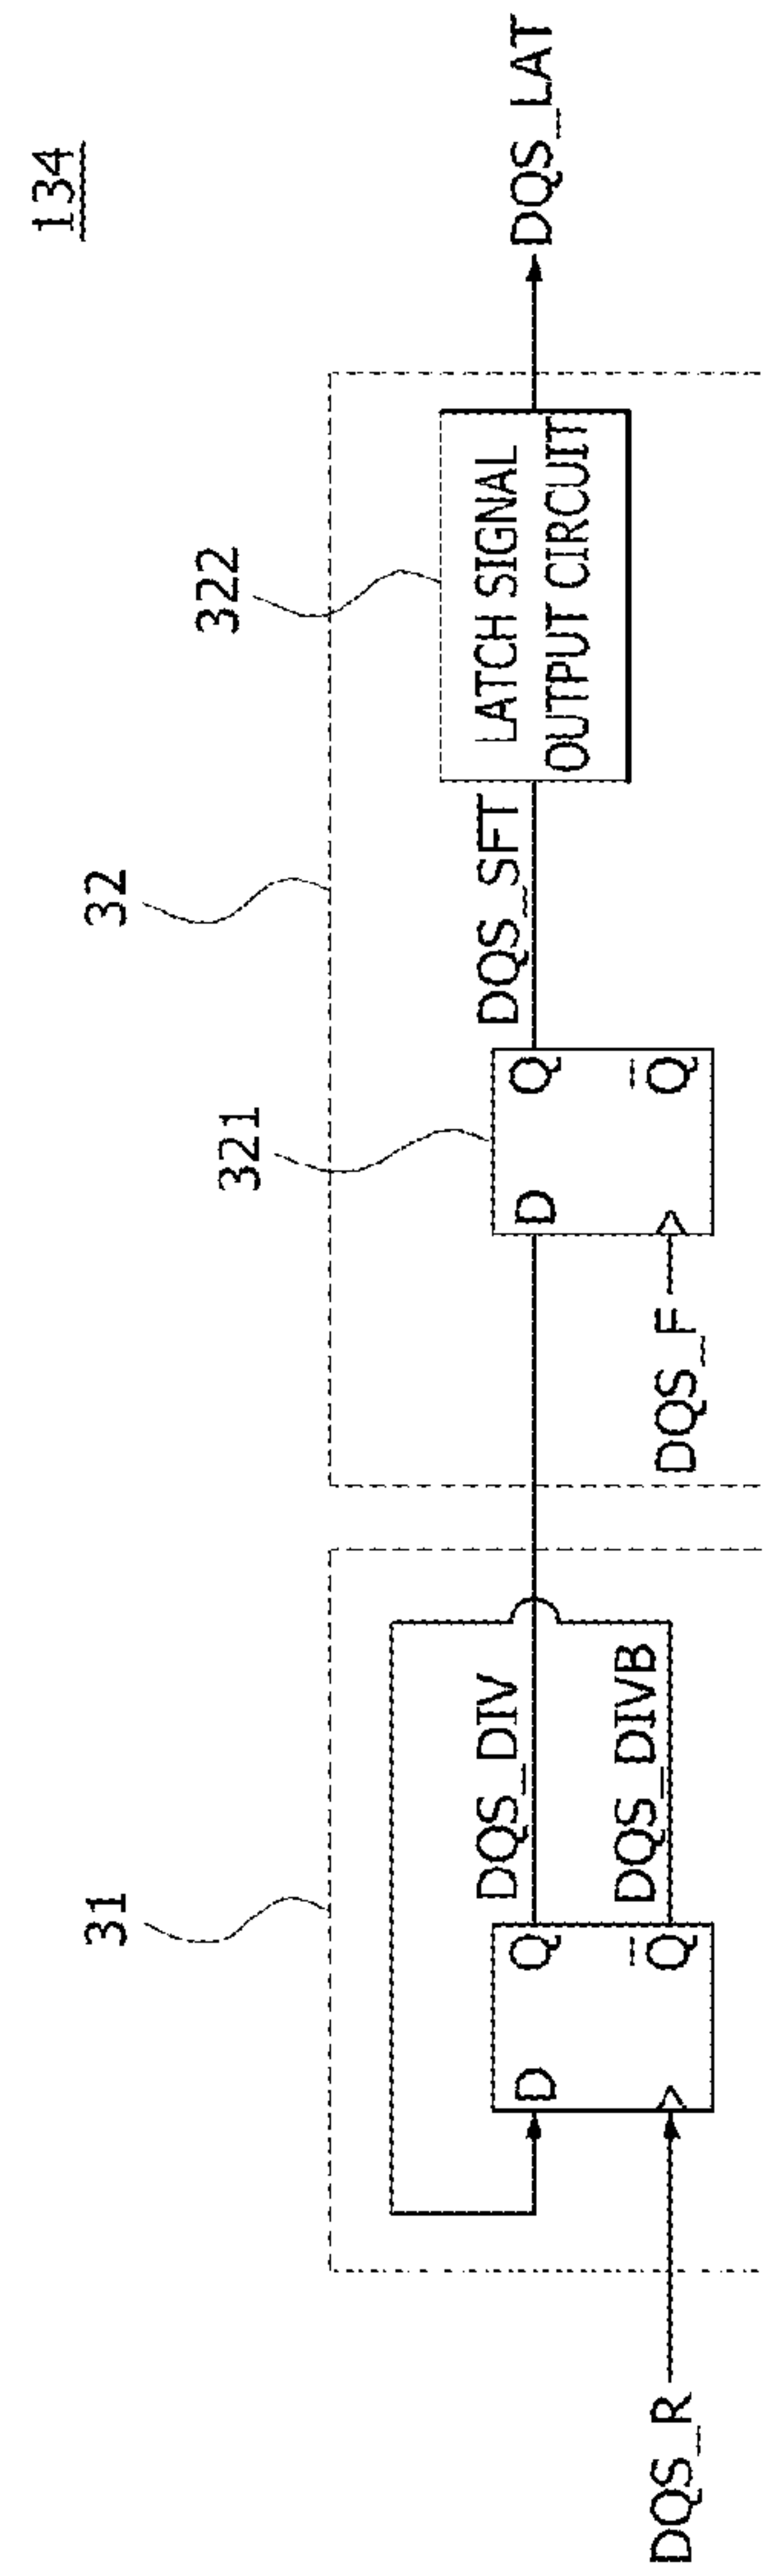 134
31
32
321
322
DQS_R
D
Q
Q̅
DQS_DIV
DQS_DIVB
D
Q
Q̅
DQS_F
DQS_SFT
LATCH SIGNAL
OUTPUT CIRCUIT
DQS_LAT